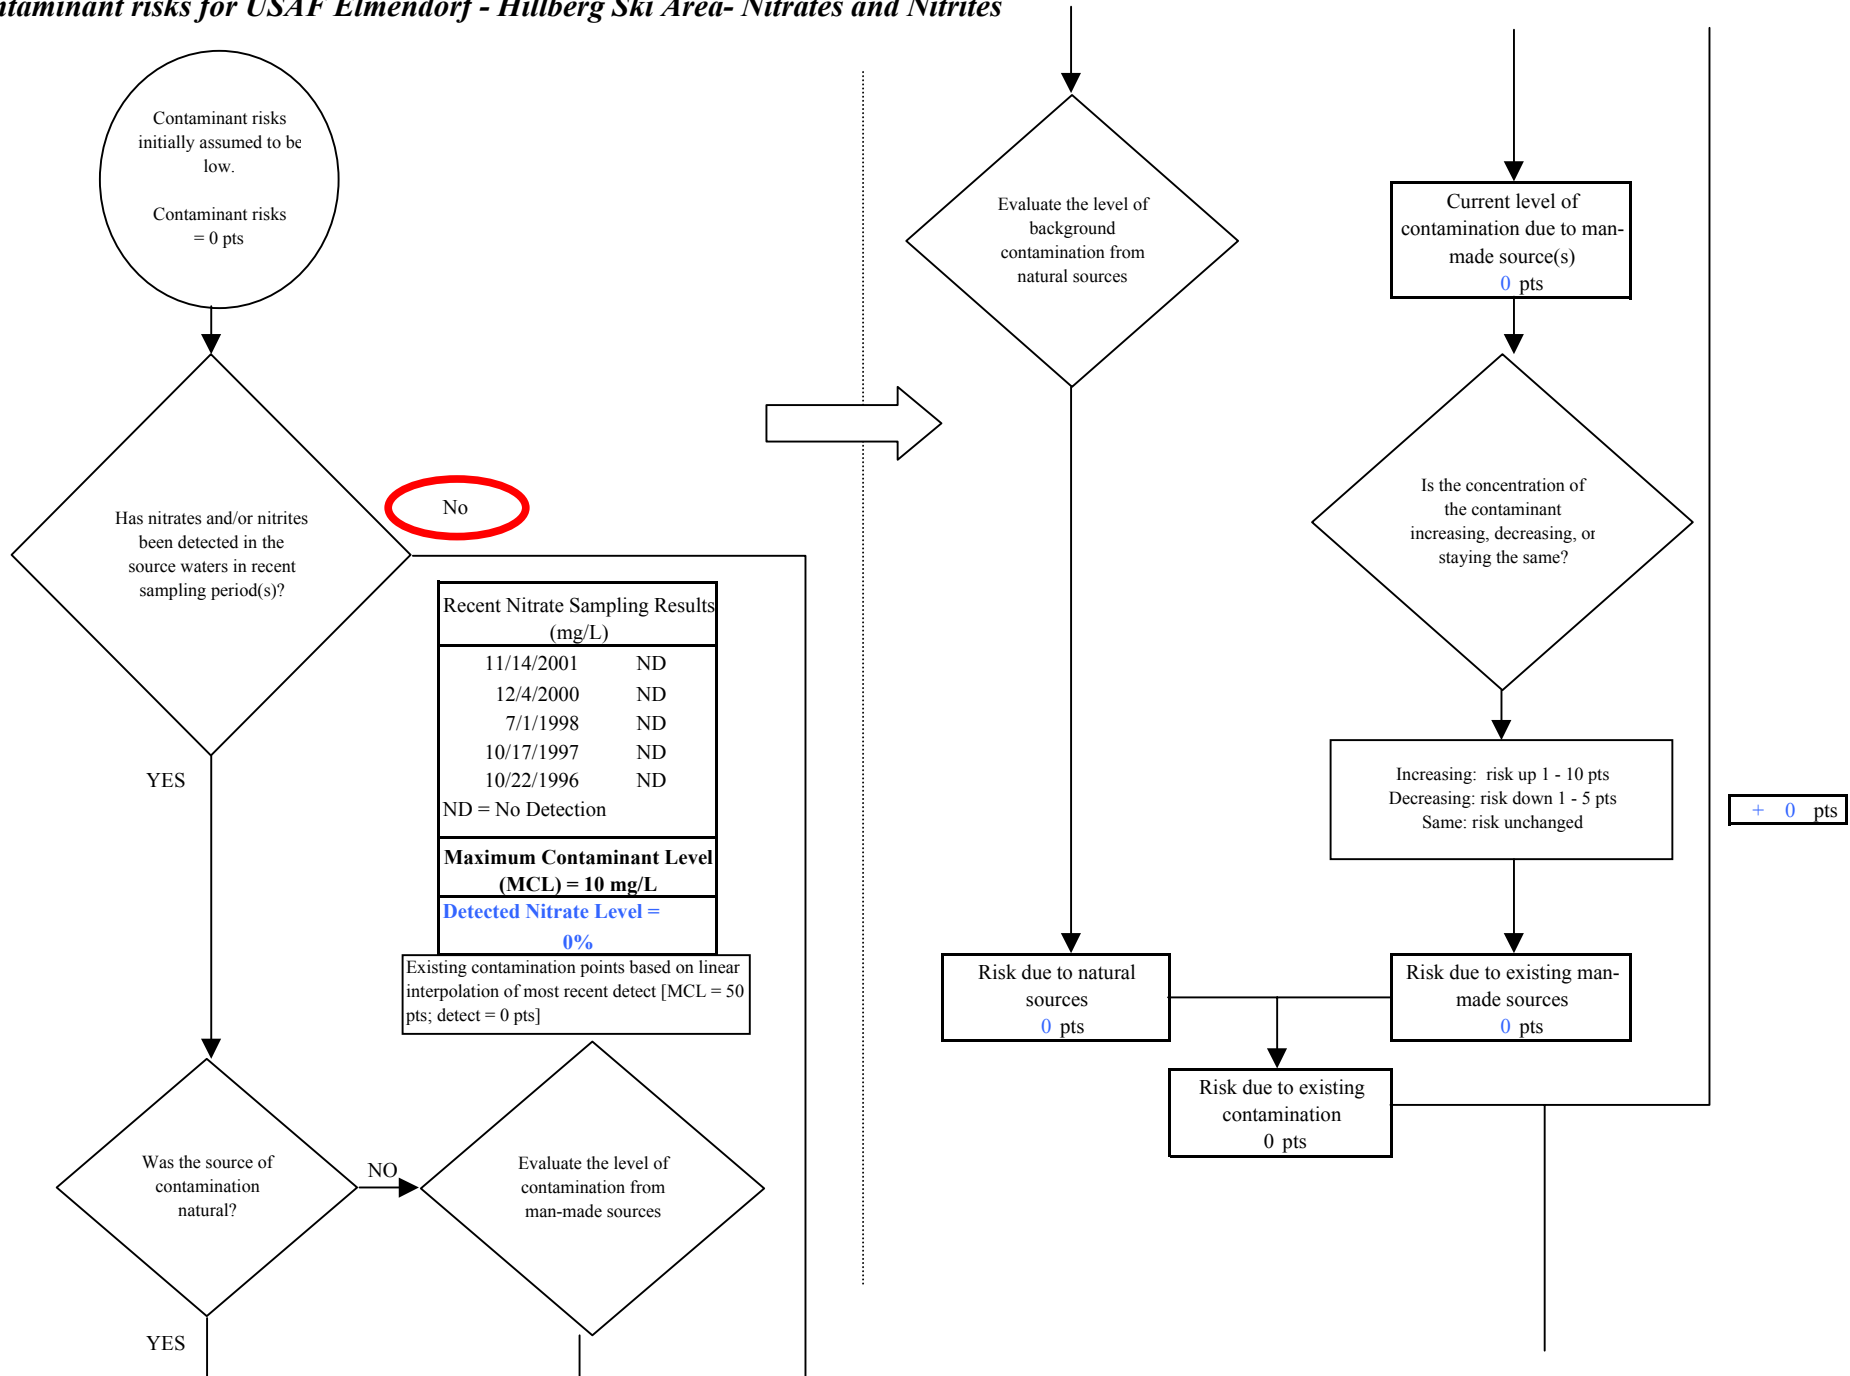 ntaminant risks for USAF Elmendorf - Hillberg Ski Area- Nitrates and Nitrites
Contaminant risks
initially assumed to be
low.
Contaminant risks
= 0 pts
Has nitrates and/or nitrites
been detected in the
source waters in recent
sampling period(s)?
No
YES
Recent Nitrate Sampling Results
(mg/L)
11/14/2001 ND
12/4/2000 ND
7/1/1998 ND
10/17/1997 ND
10/22/1996 ND
ND = No Detection
Maximum Contaminant Level
(MCL) = 10 mg/L
Detected Nitrate Level =
0%
Existing contamination points based on linear
interpolation of most recent detect [MCL = 50
pts; detect = 0 pts]
Was the source of
contamination
natural?
NO
YES
Evaluate the level of
contamination from
man-made sources
Evaluate the level of
background
contamination from
natural sources
Current level of
contamination due to man-
made source(s)
0 pts
Is the concentration of
the contaminant
increasing, decreasing, or
staying the same?
Increasing: risk up 1 - 10 pts
Decreasing: risk down 1 - 5 pts
Same: risk unchanged
+ 0 pts
Risk due to natural
sources
0 pts
Risk due to existing man-
made sources
0 pts
Risk due to existing
contamination
0 pts